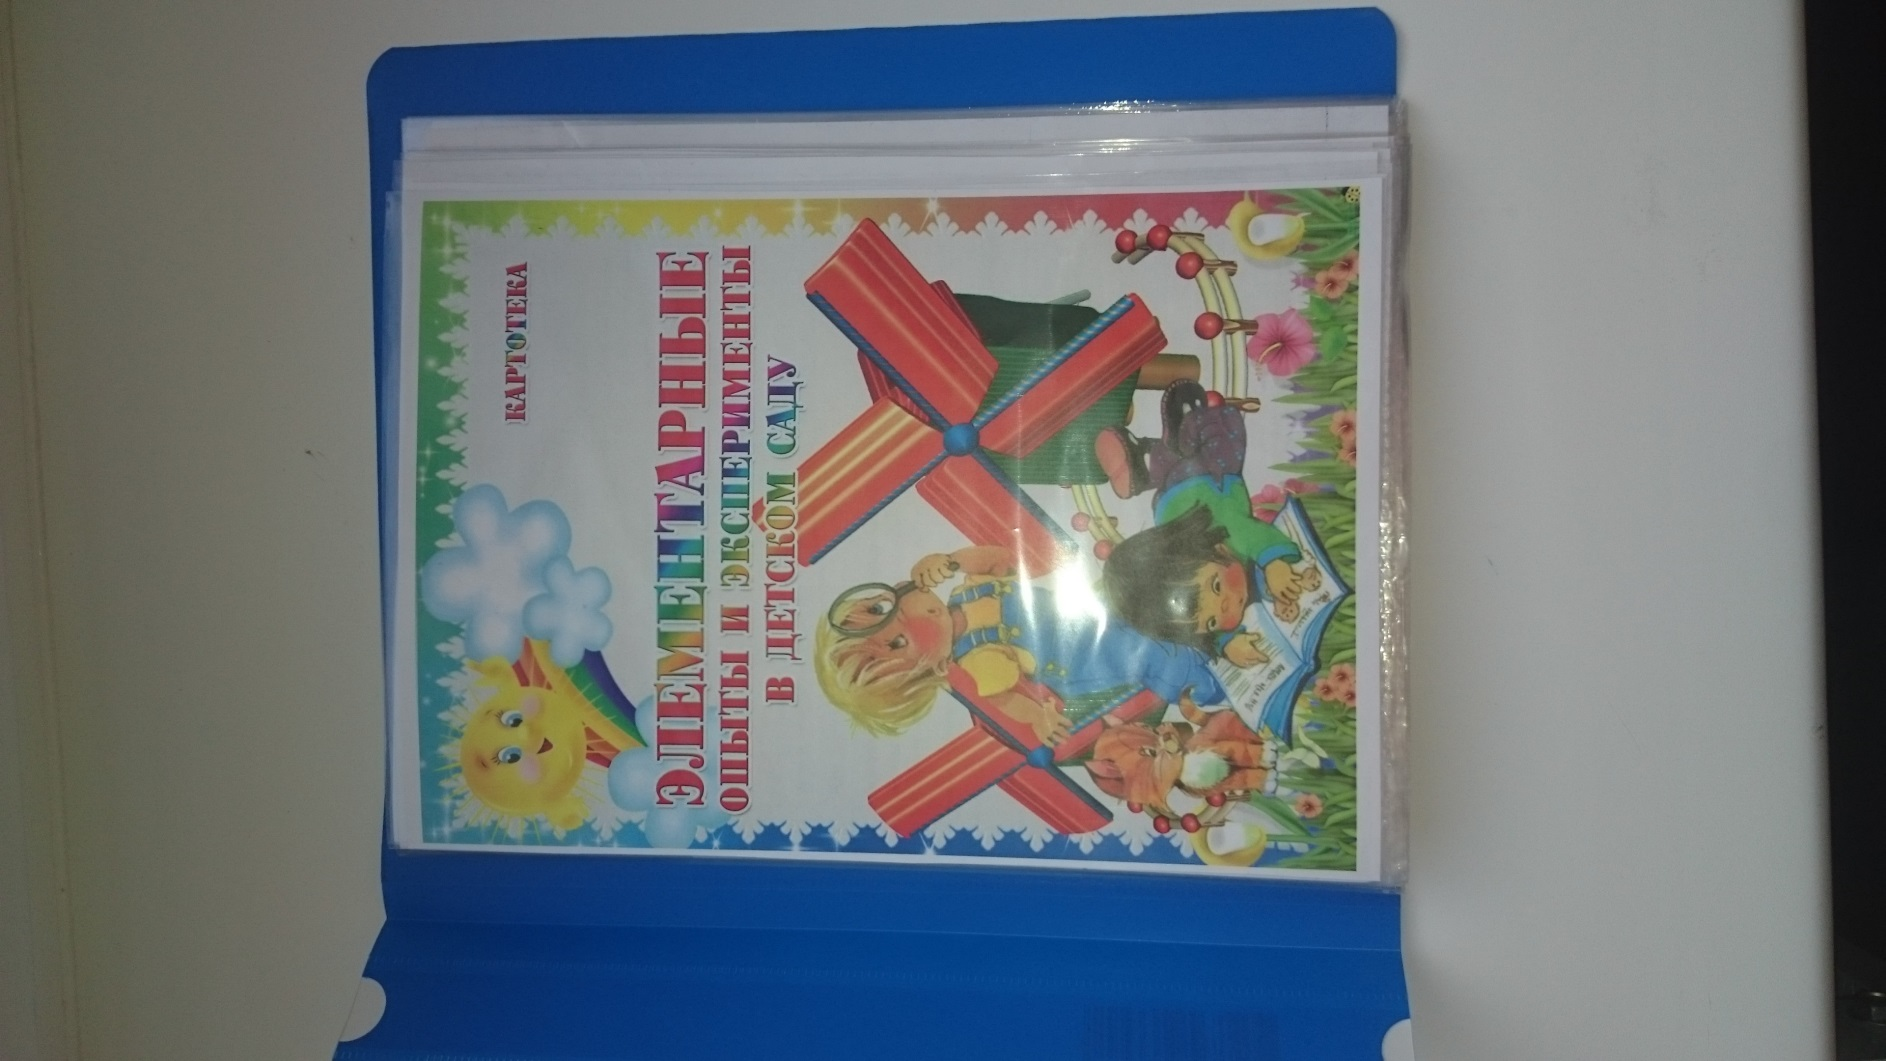 КАРТОТЕКА
ЭЛЕМЕНТАРНЫЕ
ОПЫТЫ И ЭКСПЕРИМЕНТЫ
В ДЕТСКОМ САДУ